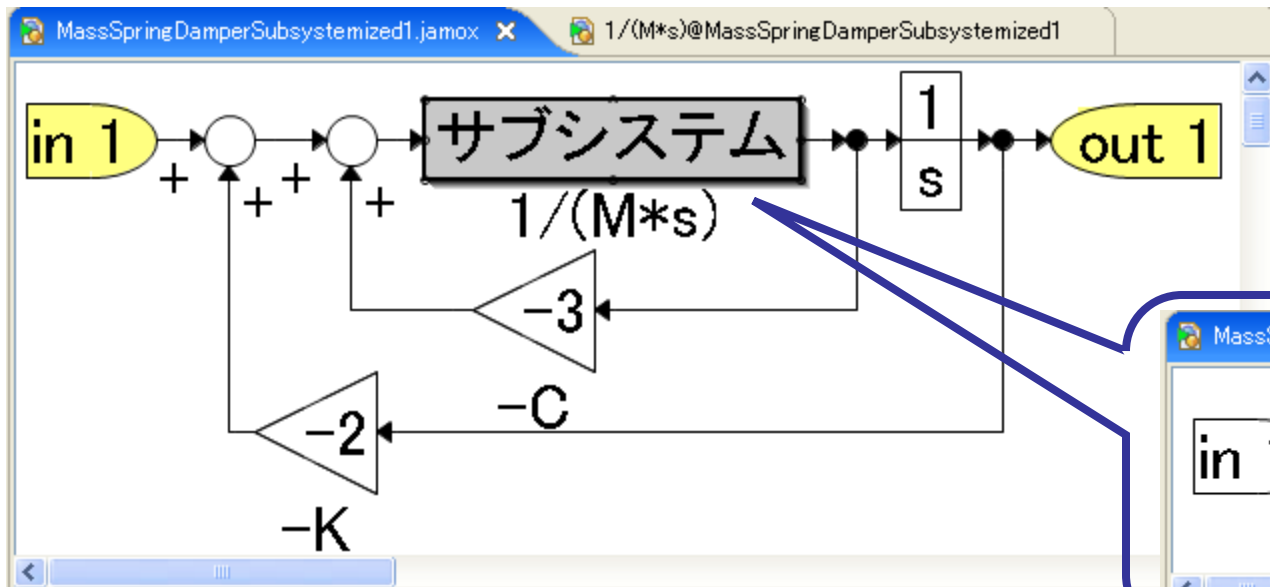 MassSpringDamperSubsystemized1.jamox
1/(M*s)@MassSpringDamperSubsystemized1
in 1
+
+
+
+
サブシステム
1/(M*s)
1
s
out 1
-3
-C
-2
-K
in